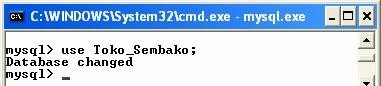 C:\WINDOWS\System32\cmd.exe - mysql.exe
mysql> use Toko_Sembako;
Database changed
mysql> _